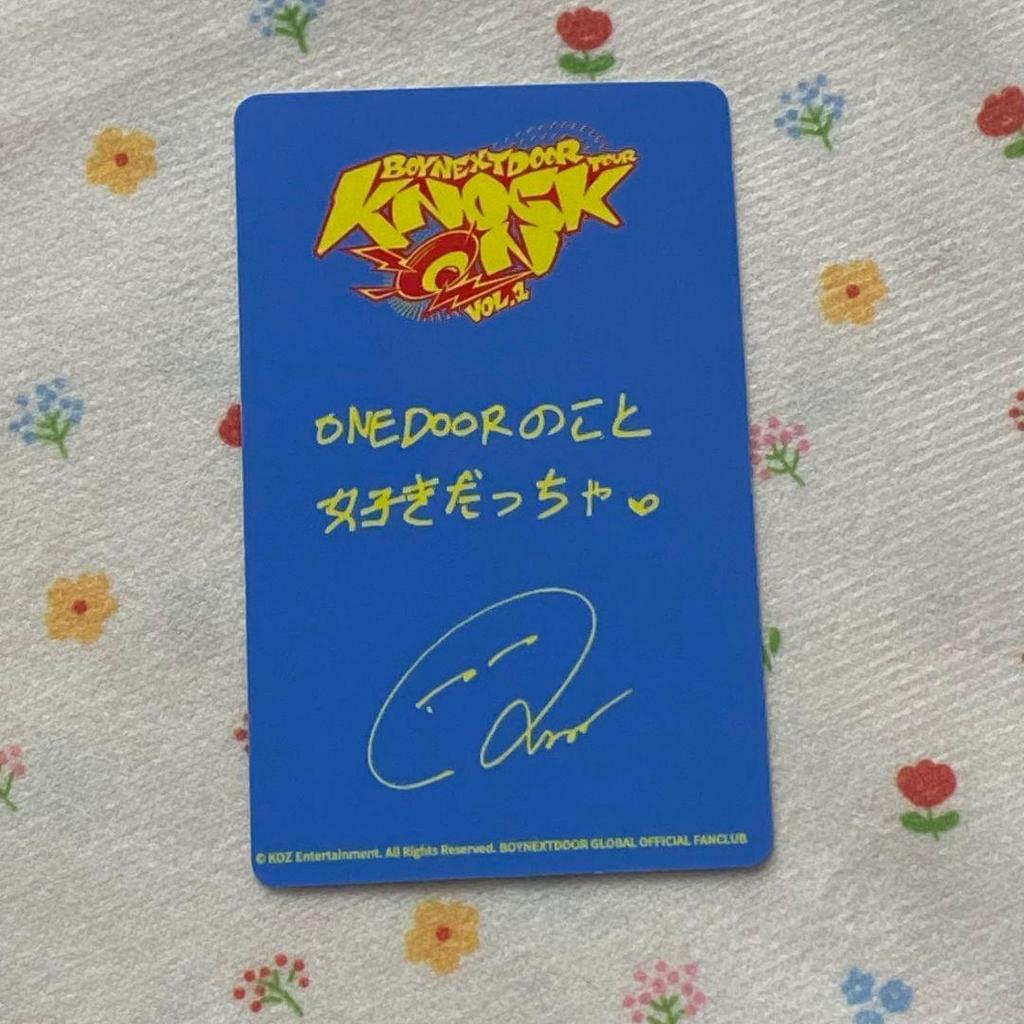 BOYNEXTDOOR TOUR
KNOCK
ON
VOL.1
ONEDOORのこと
好きだっちゃ
© KOZ Entertainment. All Rights Reserved. BOYNEXTDOOR GLOBAL OFFICIAL FANCLUB